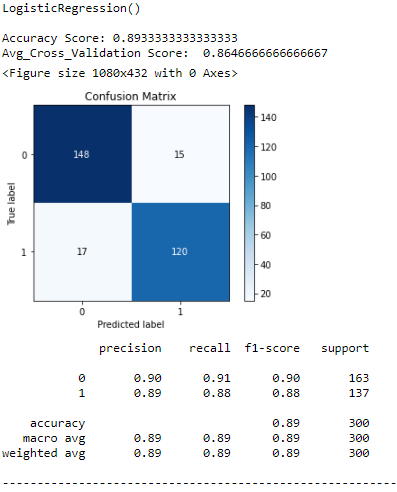 LogisticRegression()
Accuracy Score: 0.8933333333333333
Avg_Cross_Validation Score:  0.8646666666666667
<Figure size 1080x432 with 0 Axes>
Confusion Matrix
140
0 148 15
120
100
True label
80
60
1 17 120
40
20
0 1
Predicted label
precision recall f1-score support
0 0.90 0.91 0.90 163
1 0.89 0.88 0.88 137
accuracy 0.89 300
macro avg 0.89 0.89 0.89 300
weighted avg 0.89 0.89 0.89 300
-------------------------------------------------------